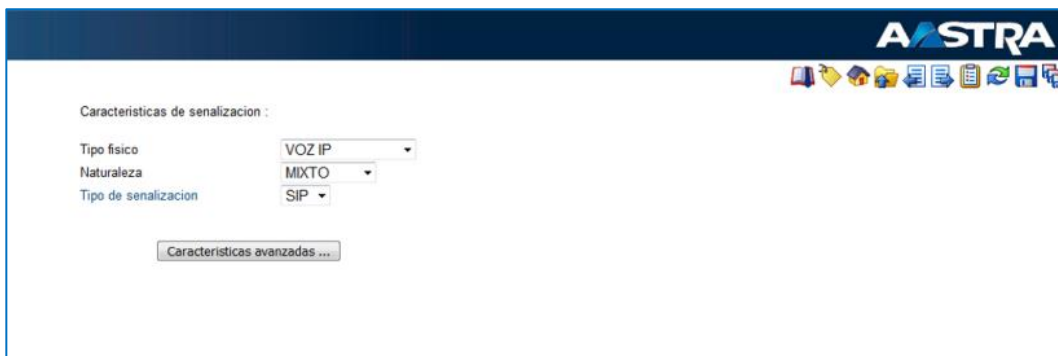 AASTRA
Caracteristicas de senalizacion :
Tipo fisico VOZ IP
Naturaleza MIXTO
Tipo de senalizacion SIP
Caracteristicas avanzadas ...